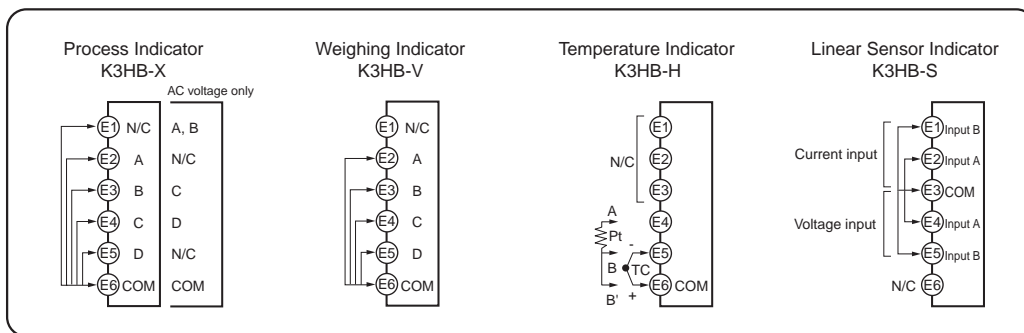 Process Indicator
K3HB-X
AC voltage only
E1 N/C A, B
E2 A N/C
E3 B C
E4 C D
E5 D N/C
E6 COM COM
Weighing Indicator
K3HB-V
E1 N/C
E2 A
E3 B
E4 C
E5 D
E6 COM
Temperature Indicator
K3HB-H
N/C
E1
E2
E3
A
E4
Pt
-
E5
B TC
B' +
E6 COM
Linear Sensor Indicator
K3HB-S
Current input
E1 Input B
E2 Input A
E3 COM
Voltage input
E4 Input A
E5 Input B
N/C E6